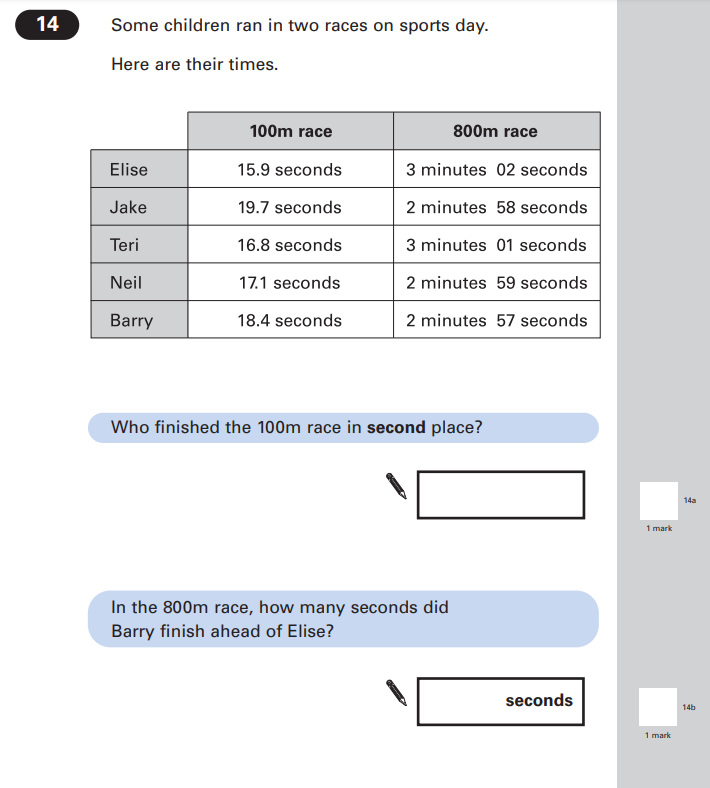 14
Some children ran in two races on sports day.
Here are their times.
100m race 800m race
Elise 15.9 seconds 3 minutes 02 seconds
Jake 19.7 seconds 2 minutes 58 seconds
Teri 16.8 seconds 3 minutes 01 seconds
Neil 17.1 seconds 2 minutes 59 seconds
Barry 18.4 seconds 2 minutes 57 seconds
Who finished the 100m race in second place?
14a
1 mark
In the 800m race, how many seconds did
Barry finish ahead of Elise?
seconds
14b
1 mark